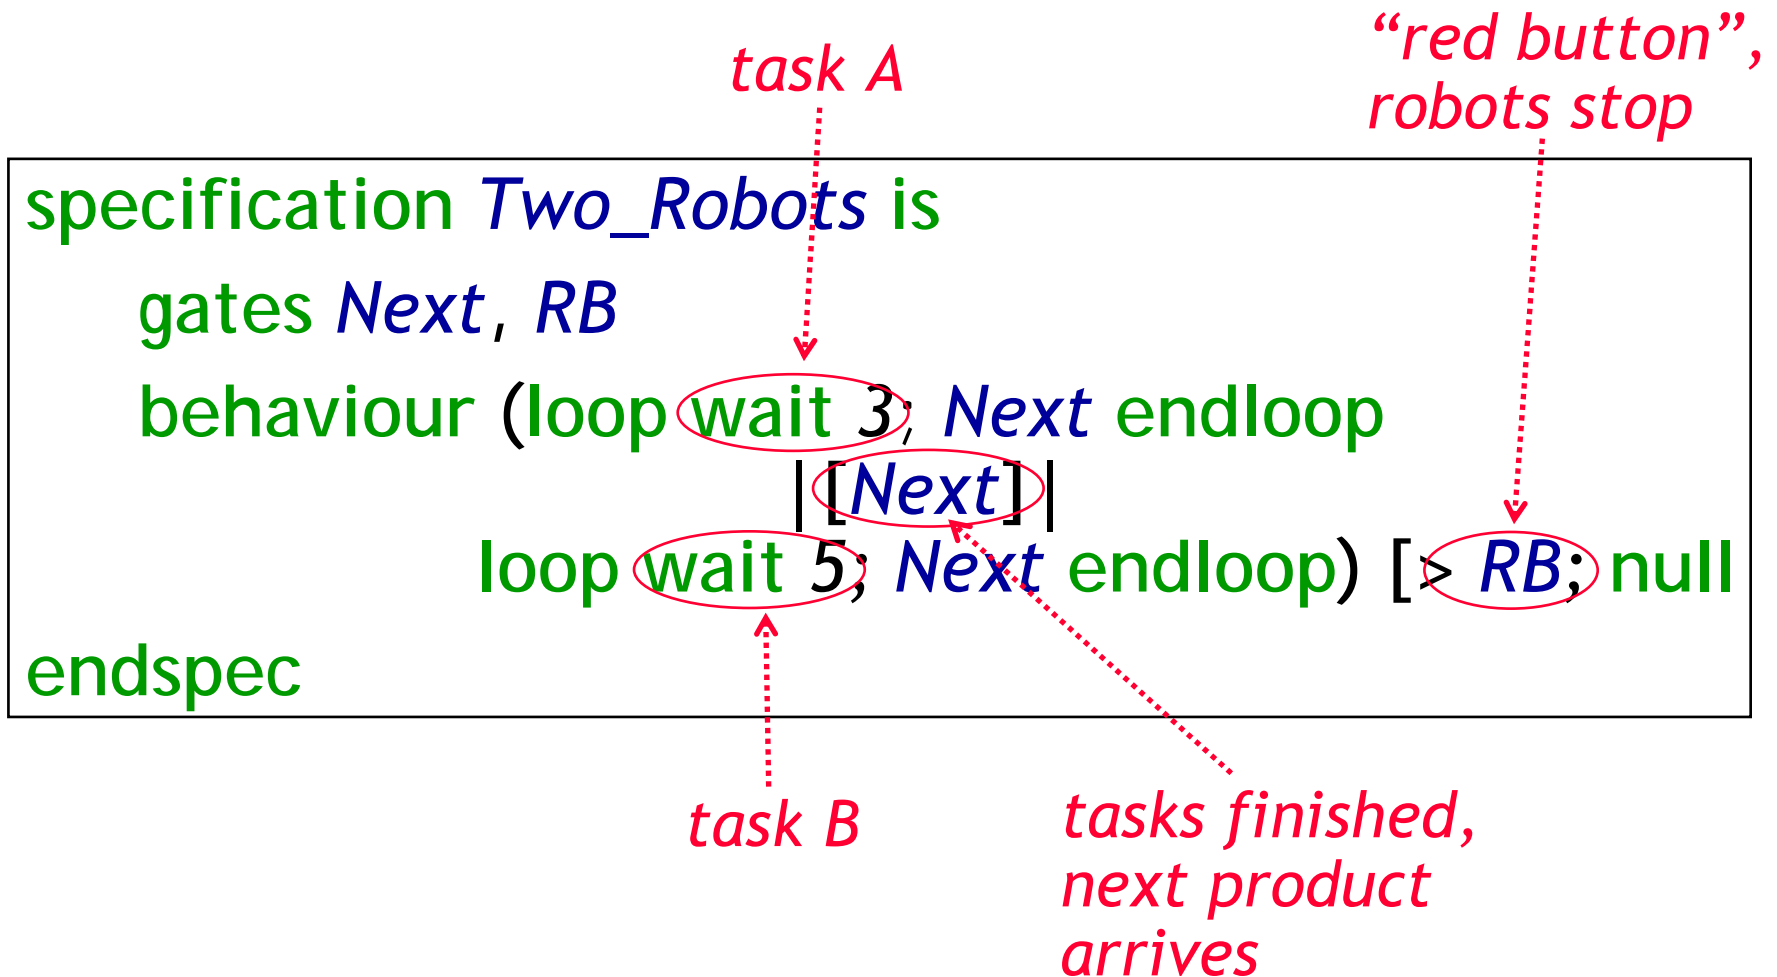 task A
“red button”,
robots stop
specification Two_Robots is
gates Next, RB
behaviour (loop wait 3; Next endloop
|[Next]|
loop wait 5; Next endloop) [> RB; null
endspec
task B
tasks finished,
next product
arrives